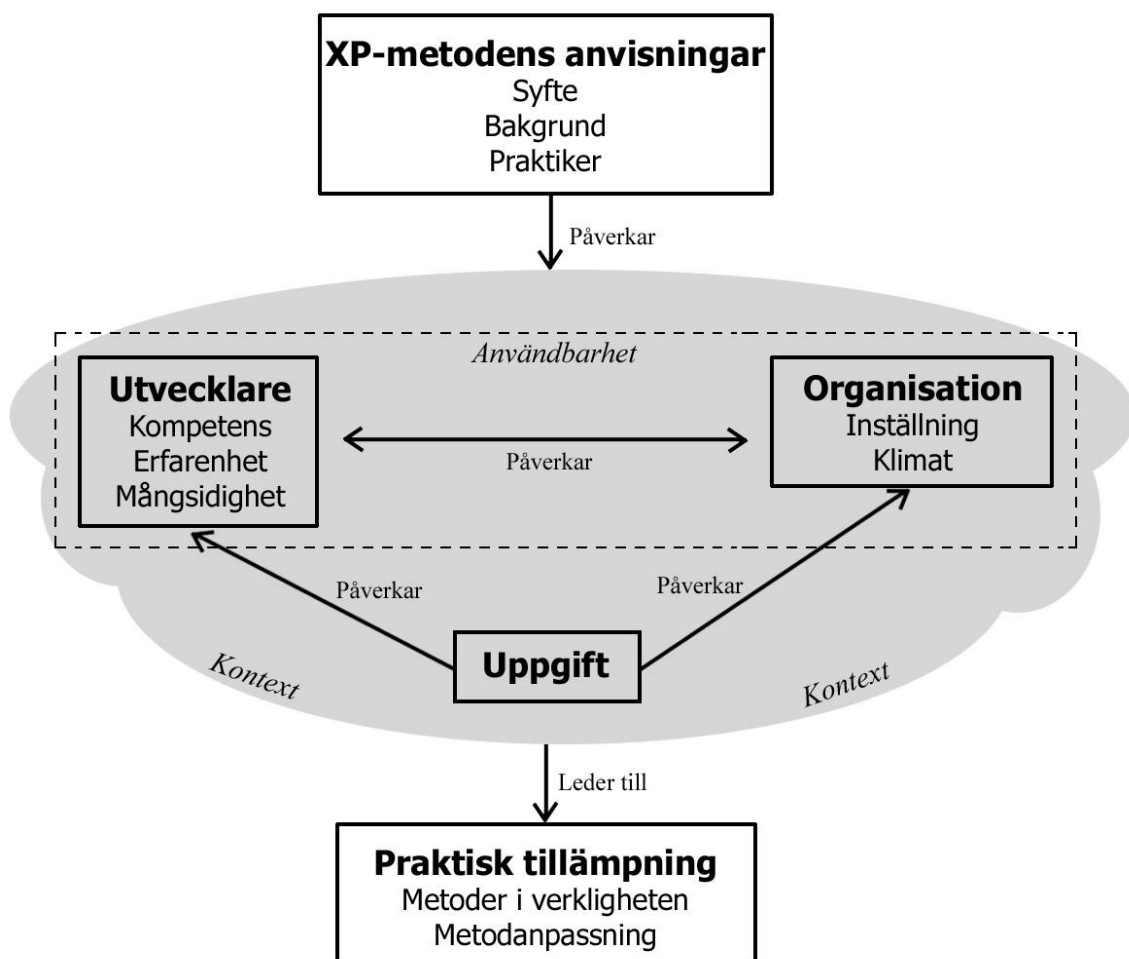 XP-metodens anvisningar
Syfte
Bakgrund
Praktiker
Påverkar
Användbarhet
Utvecklare
Kompetens
Erfarenhet
Mångsidighet
Påverkar
Organisation
Inställning
Klimat
Påverkar
Påverkar
Uppgift
Kontext
Kontext
Leder till
Praktisk tillämpning
Metoder i verkligheten
Metodanpassning